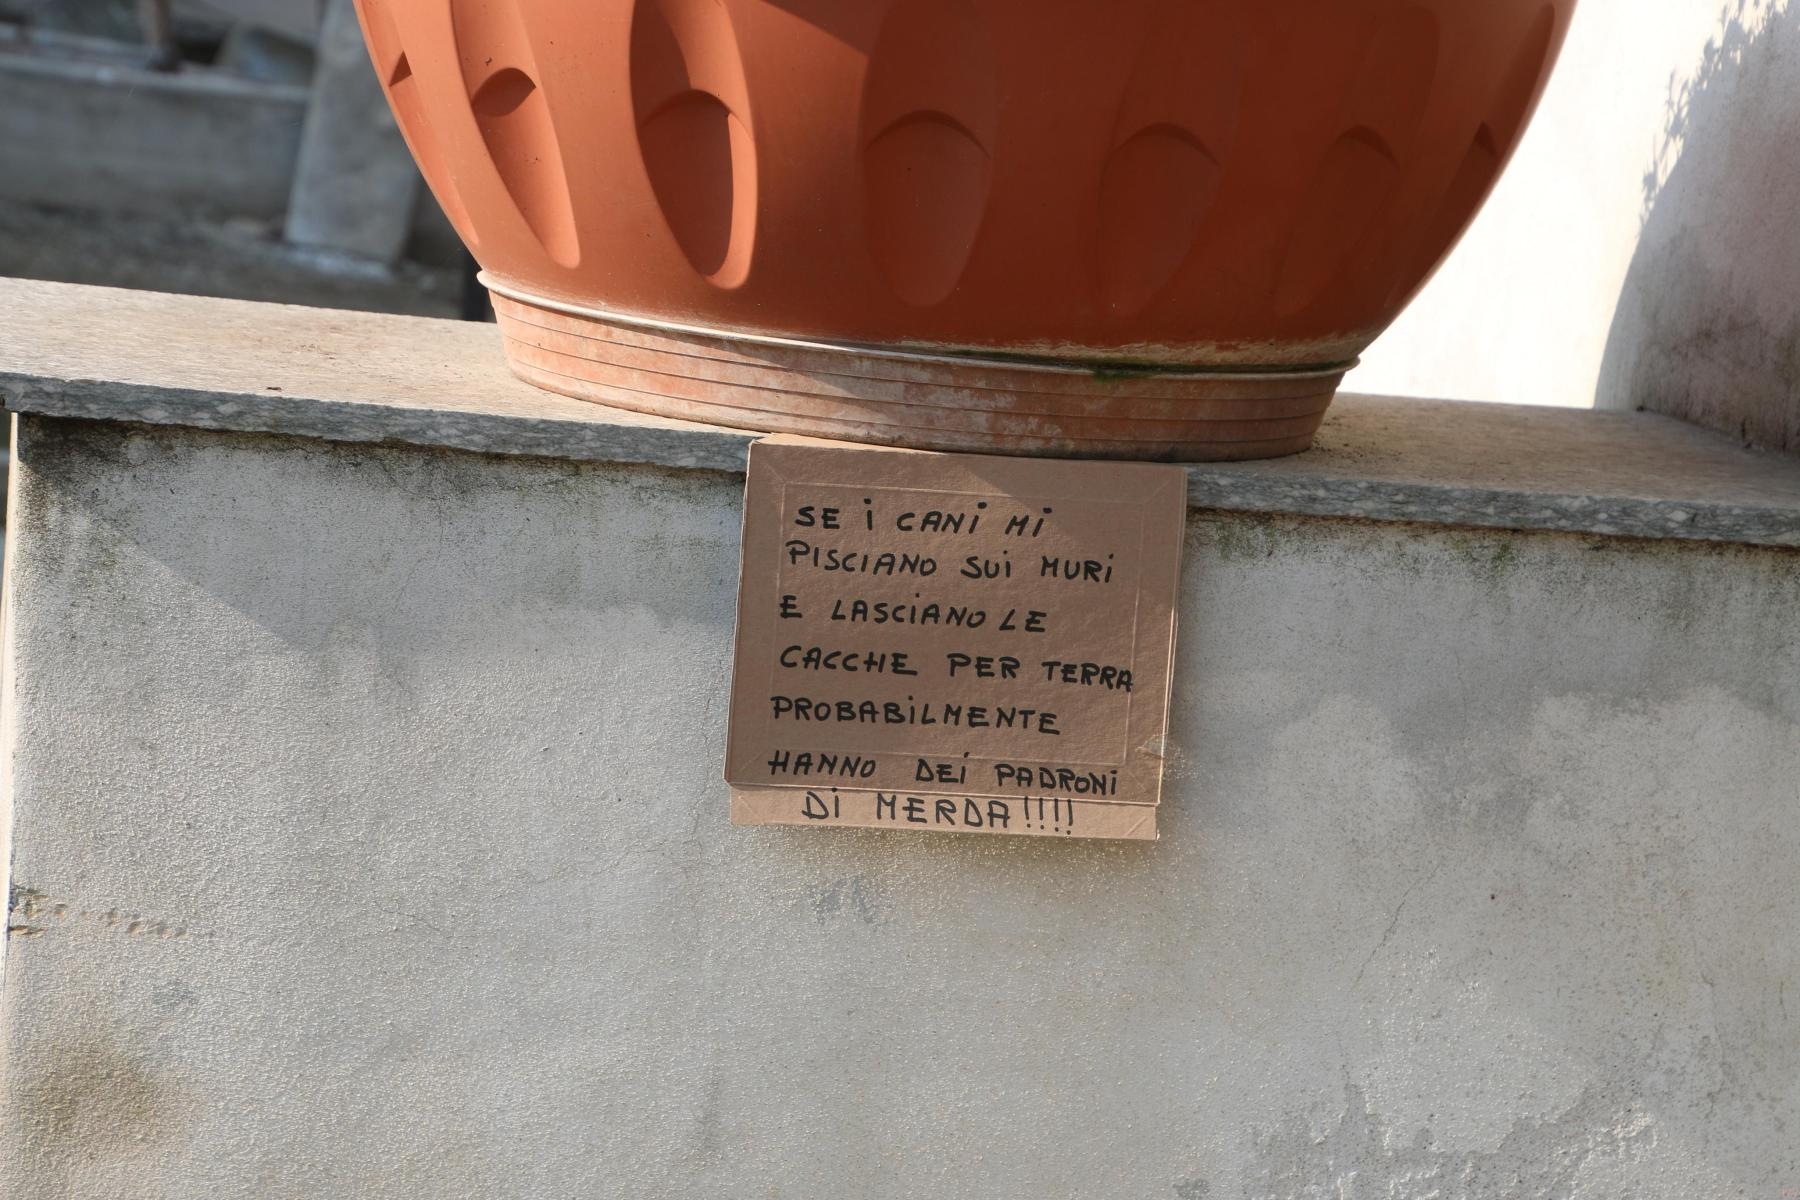 SE i CANi Mi
PISCIANO SUi MURi
E LASCiANO LE
CACCHE PER TERRA
PROBABiLMENTE
HANNO DEi PADRONi
Di MERDA!!!!